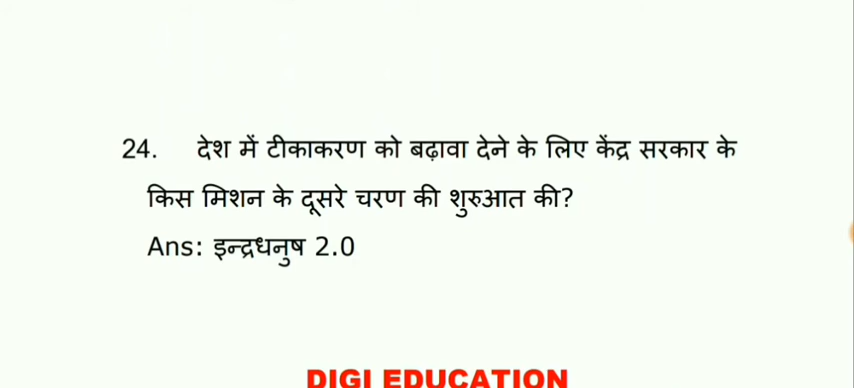 24. देश में टीकाकरण को बढ़ावा देने के लिए केंद्र सरकार के
किस मिशन के दूसरे चरण की शुरुआत की?
Ans: इन्द्रधनुष 2.0
DIGI EDUCATION